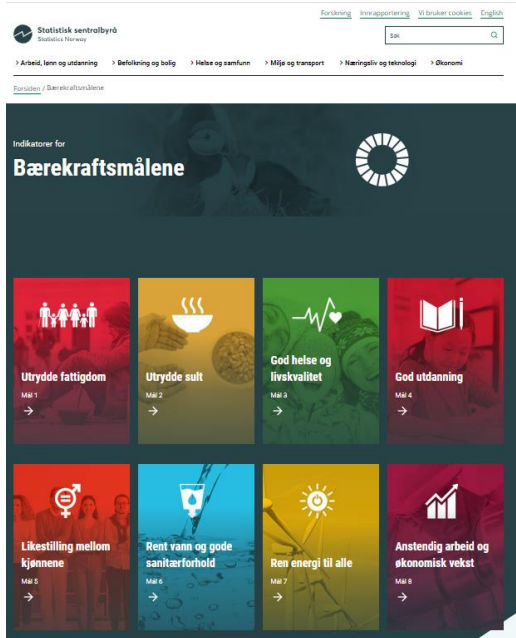 Forskning Innrapportering Vi bruker cookies English
Statistisk sentralbyrå
Statistics Norway
Søk
> Arbeid, lønn og utdanning > Befolkning og bolig > Helse og samfunn > Miljø og transport > Næringsliv og teknologi > Økonomi
Forsiden / Bærekraftsmålene
Indikatorer for
Bærekraftsmålene
Utrydde fattigdom
Mål 1
Utrydde sult
Mål 2
God helse og
livskvalitet
Mål 3
God utdanning
Mål 4
Likestilling mellom
kjønnene
Mål 5
Rent vann og gode
sanitærforhold
Mål 6
Ren energi til alle
Mål 7
Anstendig arbeid og
økonomisk vekst
Mål 8